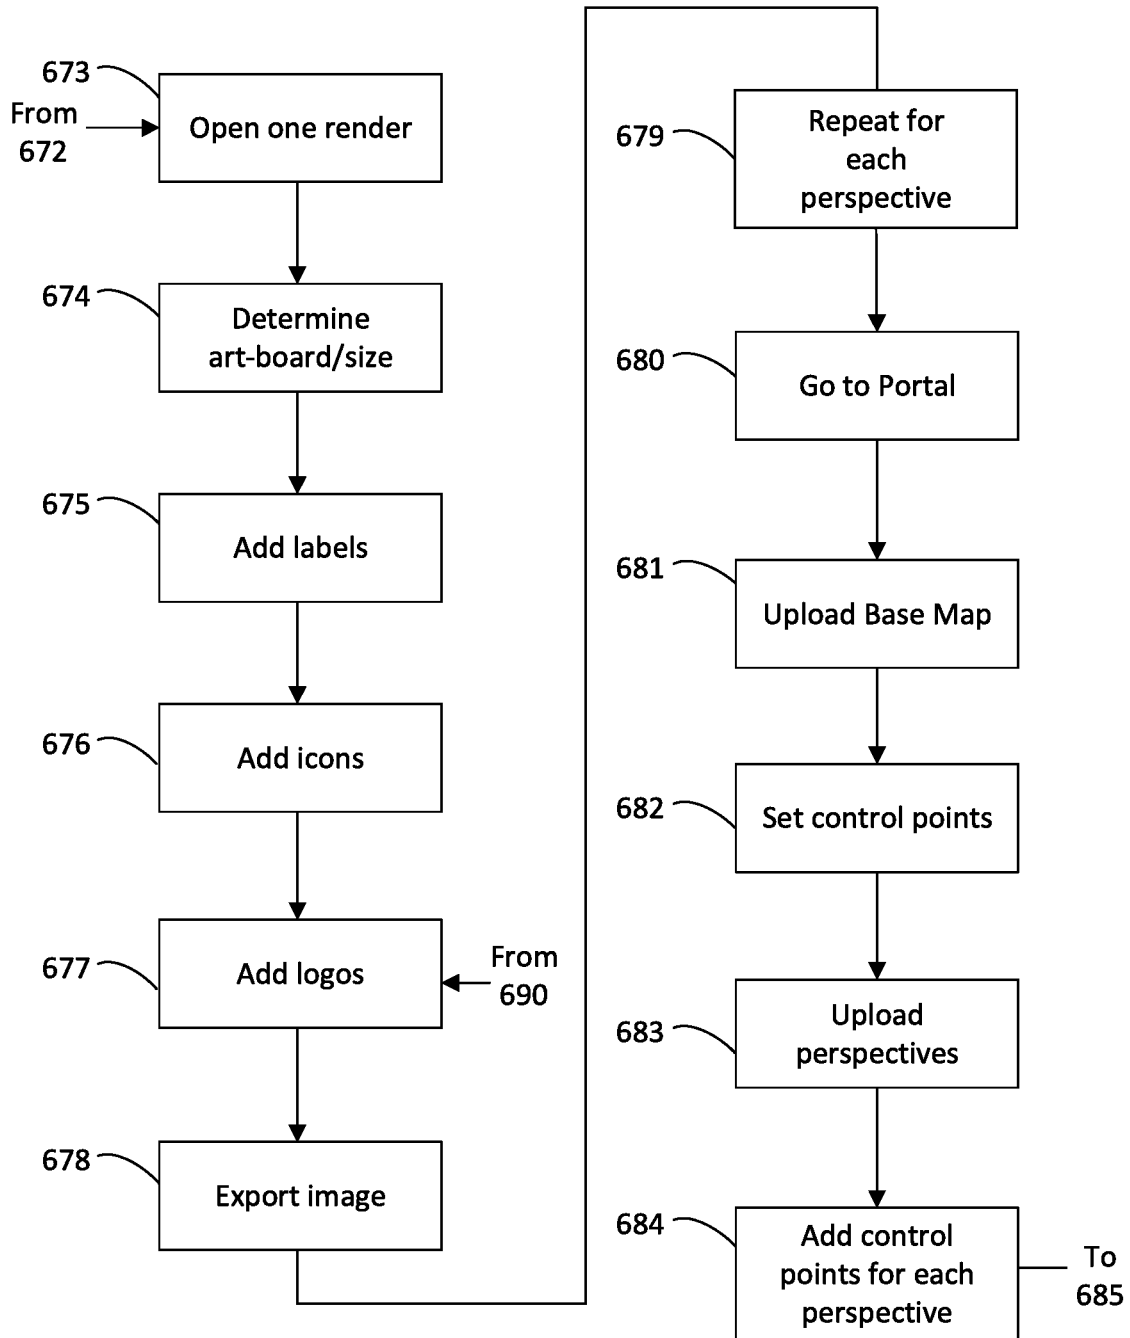 673
From
672
Open one render
674
Determine
art-board/size
675
Add labels
676
Add icons
677
Add logos
From
690
678
Export image
679
Repeat for
each
perspective
680
Go to Portal
681
Upload Base Map
682
Set control points
683
Upload
perspectives
684
Add control
points for each
perspective
To
685